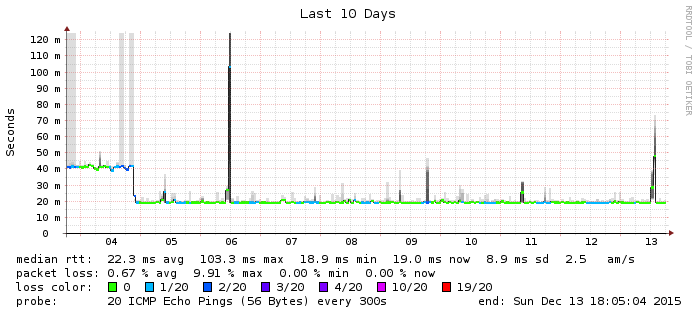 Last 10 Days
RRDTOOL / TOBI OETIKER
Seconds
120 m
110 m
100 m
90 m
80 m
70 m
60 m
50 m
40 m
30 m
20 m
10 m
0
04 05 06 07 08 09 10 11 12 13
median rtt: 22.3 ms avg 103.3 ms max 18.9 ms min 19.0 ms now 8.9 ms sd 2.5 am/s
packet loss: 0.67 % avg 9.91 % max 0.00 % min 0.00 % now
loss color: 0 1/20 2/20 3/20 4/20 10/20 19/20
probe: 20 ICMP Echo Pings (56 Bytes) every 300s end: Sun Dec 13 18:05:04 2015